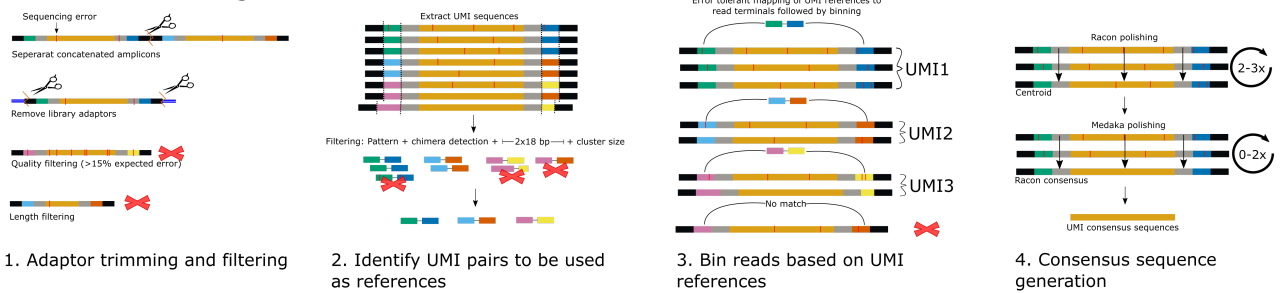 Sequencing error
Seperarat concatenated amplicons
Remove library adaptors
Quality filtering (>15% expected error)
Length filtering
1. Adaptor trimming and filtering
Extract UMI sequences
Filtering: Pattern + chimera detection + 2x18 bp + cluster size
2. Identify UMI pairs to be used
as references
Error tolerant mapping of UMI references to
read terminals followed by binning
UMI1
UMI2
UMI3
No match
3. Bin reads based on UMI
references
Racon polishing
2-3x
Centroid
Medaka polishing
0-2x
Racon consensus
UMI consensus sequences
4. Consensus sequence
generation